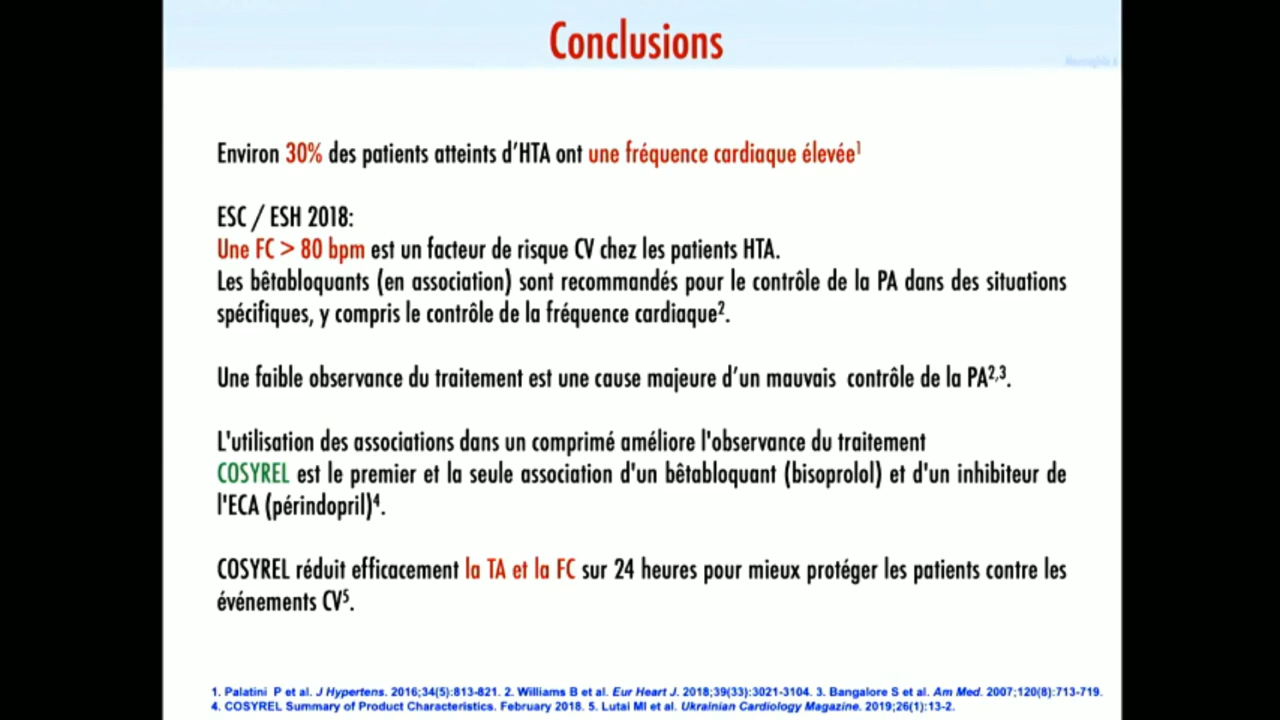 Conclusions
Environ 30% des patients atteints d’HTA ont une fréquence cardiaque élevée¹
ESC / ESH 2018:
Une FC > 80 bpm est un facteur de risque CV chez les patients HTA.
Les bêtabloquants (en association) sont recommandés pour le contrôle de la PA dans des situations
spécifiques, y compris le contrôle de la fréquence cardiaque².
Une faible observance du traitement est une cause majeure d’un mauvais contrôle de la PA²,³.
L'utilisation des associations dans un comprimé améliore l'observance du traitement
COSYREL est le premier et la seule association d'un bêtabloquant (bisoprolol) et d'un inhibiteur de
l'ECA (périndopril)⁴.
COSYREL réduit efficacement la TA et la FC sur 24 heures pour mieux protéger les patients contre les
événements CV⁵.
1. Palatini P et al. J Hypertens. 2016;34(5):813-821. 2. Williams B et al. Eur Heart J. 2018;39(33):3021-3104. 3. Bangalore S et al. Am Med. 2007;120(8):713-719.
4. COSYREL Summary of Product Characteristics. February 2018. 5. Lutai MI et al. Ukrainian Cardiology Magazine. 2019;26(1):13-2.